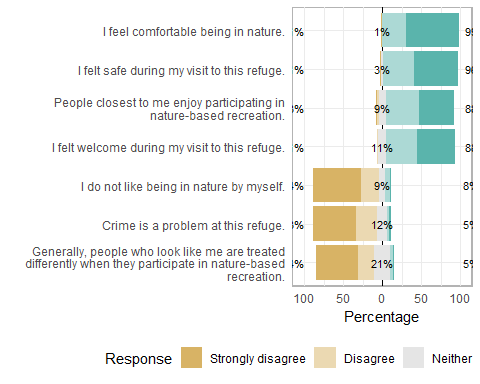 I feel comfortable being in nature.
%
1%
I felt safe during my visit to this refuge.
%
3%
People closest to me enjoy participating in
nature-based recreation.
9%
I felt welcome during my visit to this refuge.
%
11%
I do not like being in nature by myself.
9%
8%
Crime is a problem at this refuge.
12%
5%
Generally, people who look like me are treated
differently when they participate in nature-based
recreation.
21%
5%
100 50 0 50 100
Percentage
Response Strongly disagree Disagree Neither